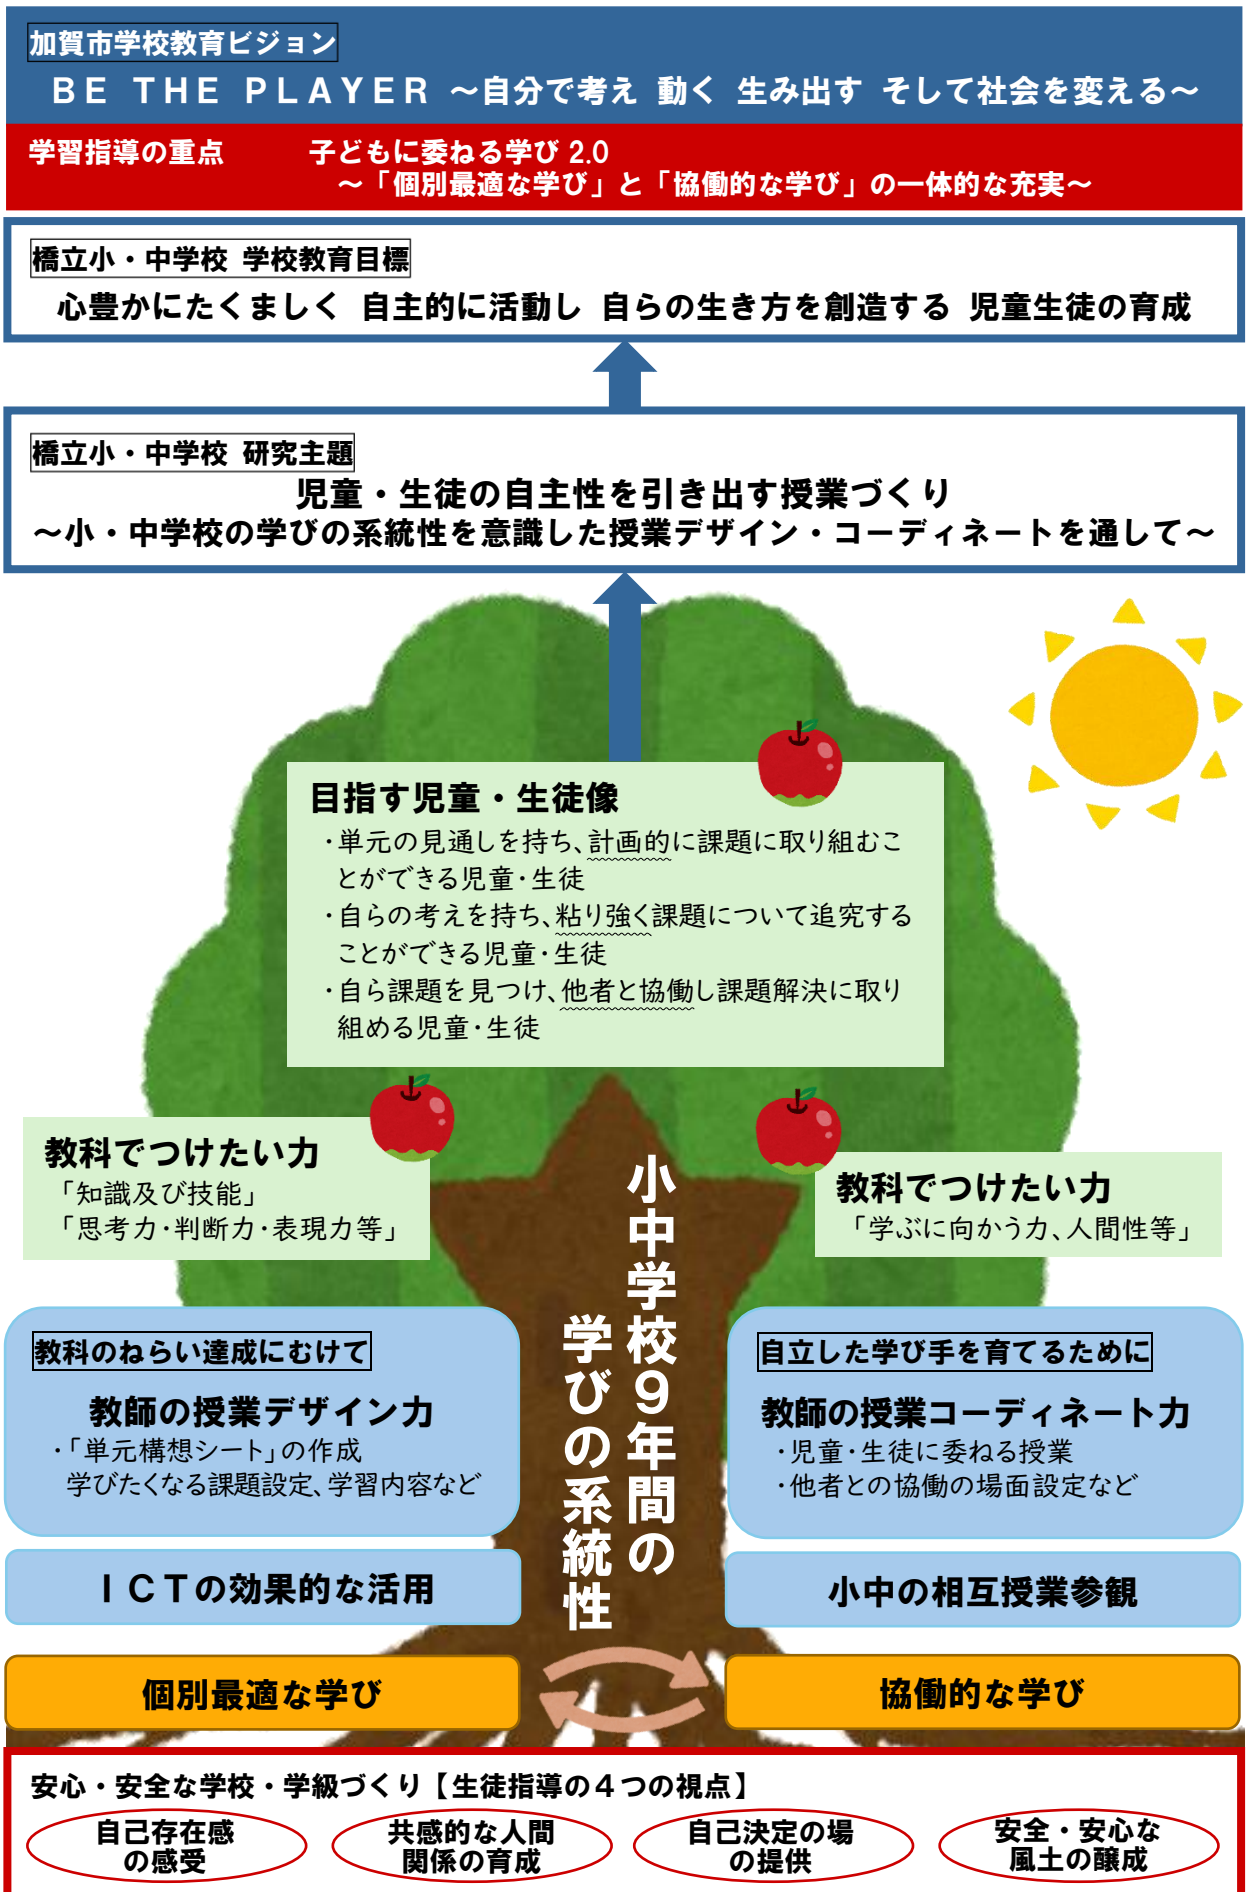 加賀市学校教育ビジョン
ＢＥ ＴＨＥ ＰＬＡＹＥＲ ～自分で考え 動く 生み出す そして社会を変える～
学習指導の重点 子どもに委ねる学び 2.0
～「個別最適な学び」と「協働的な学び」の一体的な充実～
橋立小・中学校 学校教育目標
心豊かにたくましく 自主的に活動し 自らの生き方を創造する 児童生徒の育成
橋立小・中学校 研究主題
児童・生徒の自主性を引き出す授業づくり
～小・中学校の学びの系統性を意識した授業デザイン・コーディネートを通して～
目指す児童・生徒像
・単元の見通しを持ち、計画的に課題に取り組むこ
とができる児童・生徒
・自らの考えを持ち、粘り強く課題について追究する
ことができる児童・生徒
・自ら課題を見つけ、他者と協働し課題解決に取り
組める児童・生徒
教科でつけたい力
「知識及び技能」
「思考力・判断力・表現力等」
教科でつけたい力
「学ぶに向かう力、人間性等」
小中学校９年間の
学びの系統性
教科のねらい達成にむけて
教師の授業デザイン力
・「単元構想シート」の作成
学びたくなる課題設定、学習内容など
自立した学び手を育てるために
教師の授業コーディネート力
・児童・生徒に委ねる授業
・他者との協働の場面設定など
ＩＣＴの効果的な活用
小中の相互授業参観
個別最適な学び
協働的な学び
安心・安全な学校・学級づくり【生徒指導の４つの視点】
自己存在感
の感受
共感的な人間
関係の育成
自己決定の場
の提供
安全・安心な
風土の醸成